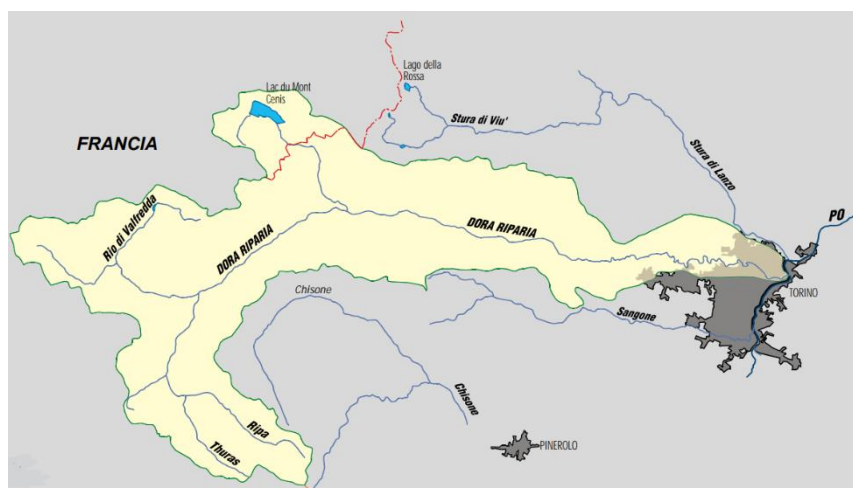 Lago della
Rossa
Lac du Mont
Cenis
Stura di Viu'
FRANCIA
Stura di Lanzo
PO
Rio di Valfredda
DORA RIPARIA
DORA RIPARIA
Chisone
TORINO
Sangone
Chisone
Ripa
Thuras
PINEROLO